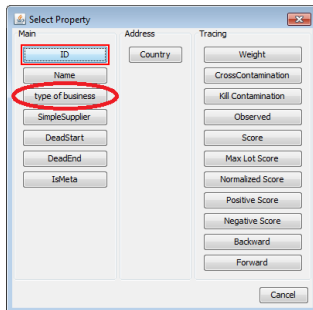 Select Property
Main
ID
Name
type of business
SimpleSupplier
DeadStart
DeadEnd
IsMeta
Address
Country
Tracing
Weight
CrossContamination
Kill Contamination
Observed
Score
Max Lot Score
Normalized Score
Positive Score
Negative Score
Backward
Forward
Cancel